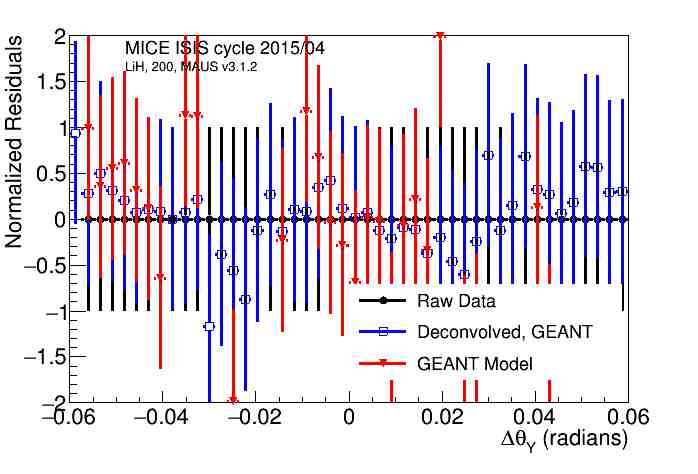 MICE ISIS cycle 2015/04
LiH, 200, MAUS v3.1.2
Normalized Residuals
2
1.5
1
0.5
0
−0.5
−1
−1.5
−2
Raw Data
Deconvolved, GEANT
GEANT Model
−0.06 −0.04 −0.02 0 0.02 0.04 0.06
Δθ_Y (radians)